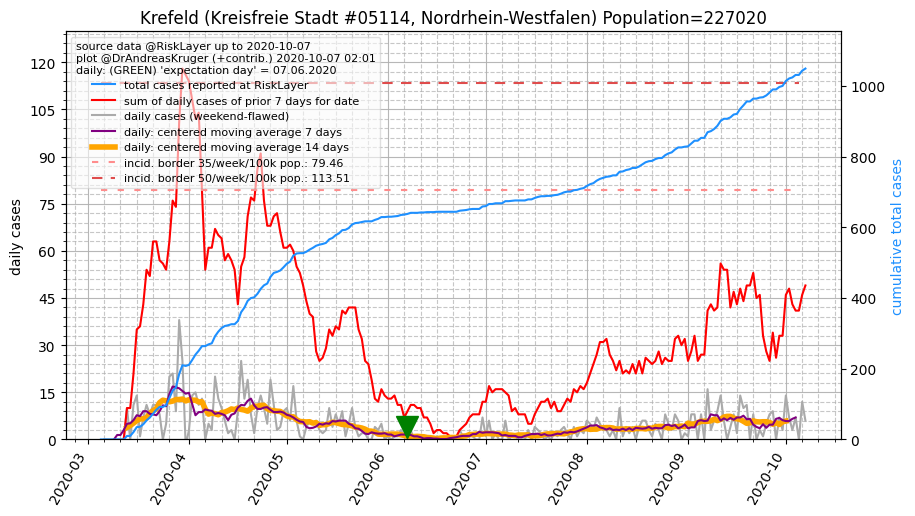 Krefeld (Kreisfreie Stadt #05114, Nordrhein-Westfalen) Population=227020
source data @RiskLayer up to 2020-10-07
plot @DrAndreasKruger (+contrib.) 2020-10-07 02:01
daily: (GREEN) 'expectation day' = 07.06.2020
total cases reported at RiskLayer
sum of daily cases of prior 7 days for date
daily cases (weekend-flawed)
daily: centered moving average 7 days
daily: centered moving average 14 days
incid. border 35/week/100k pop.: 79.46
incid. border 50/week/100k pop.: 113.51
daily cases
120
105
90
75
60
45
30
15
0
1000
800
600
400
200
0
cumulative total cases
2020-03
2020-04
2020-05
2020-06
2020-07
2020-08
2020-09
2020-10